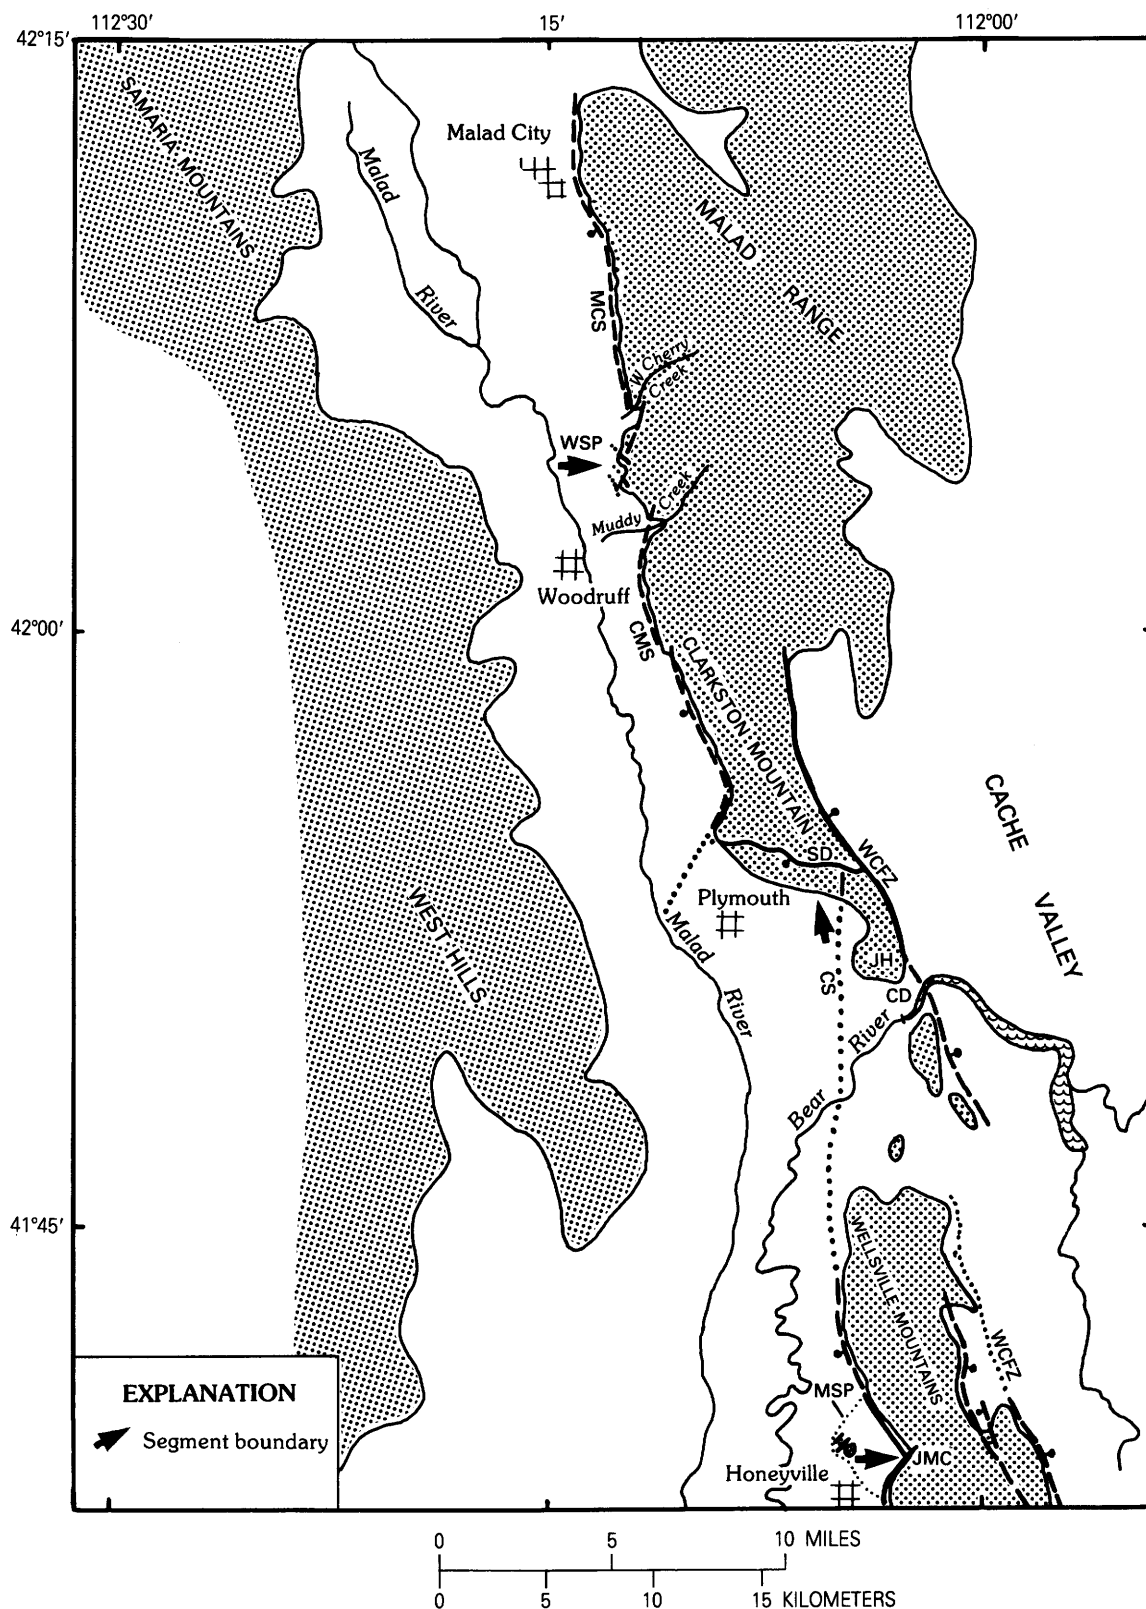 112°30′
15′
112°00′
42°15′
SAMARIA MOUNTAINS
Malad City
Malad
River
MALAD
RANGE
MCS
W Cherry
Creek
WSP
Muddy
Creek
Woodruff
42°00′
CMS
CLARKSTON MOUNTAIN
CACHE
VALLEY
SD
WCFZ
Plymouth
WEST HILLS
Malad
River
JH
CS
CD
River
Bear
41°45′
WELLSVILLE MOUNTAINS
WCFZ
MSP
JMC
Honeyville
EXPLANATION
Segment boundary
0 5 10 MILES
0 5 10 15 KILOMETERS